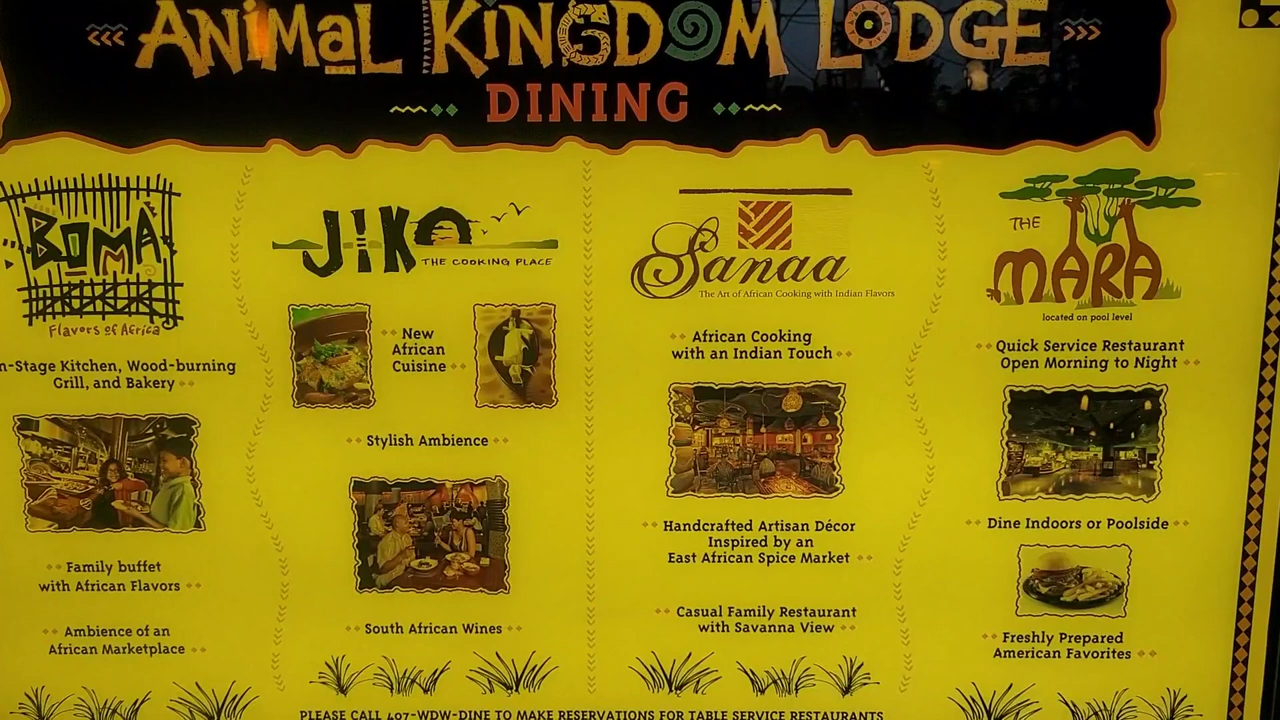 ANIMAL KINGDOM LODGE
DINING
BOMA
Flavors of Africa
n-Stage Kitchen, Wood-burning
Grill, and Bakery
Family buffet
with African Flavors
Ambience of an
African Marketplace
JIKO
THE COOKING PLACE
New
African
Cuisine
Stylish Ambience
South African Wines
Sanaa
The Art of African Cooking with Indian Flavors
African Cooking
with an Indian Touch
Handcrafted Artisan Décor
Inspired by an
East African Spice Market
Casual Family Restaurant
with Savanna View
THE
MARA
located on pool level
Quick Service Restaurant
Open Morning to Night
Dine Indoors or Poolside
Freshly Prepared
American Favorites
PLEASE CALL 407-WDW-DINE TO MAKE RESERVATIONS FOR TABLE SERVICE RESTAURANTS